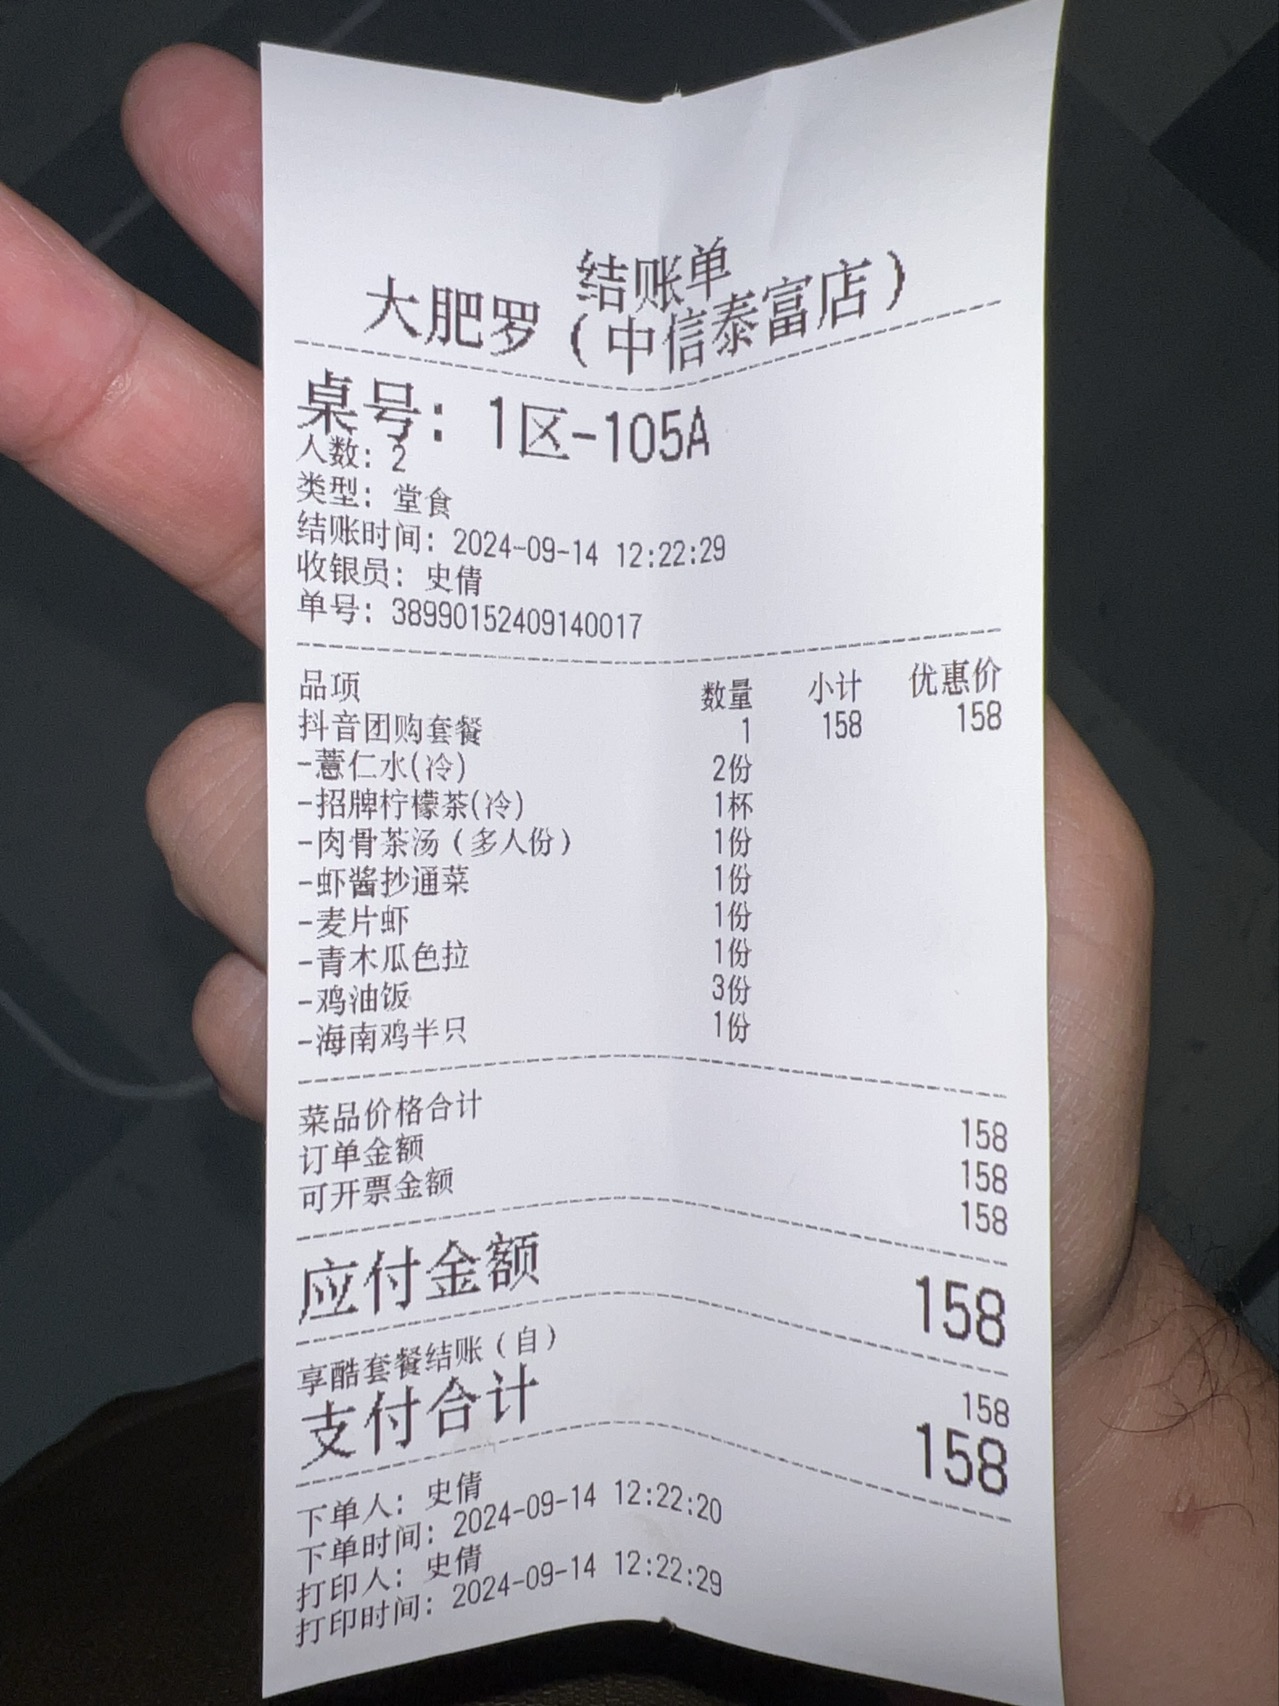 结账单
大肥罗（中信泰富店）
桌号: 1区-105A
人数: 2
类型: 堂食
结账时间: 2024-09-14 12:22:29
收银员: 史倩
单号: 38990152409140017
品项 数量 小计 优惠价
抖音团购套餐 1 158 158
-薏仁水(冷) 2份
-招牌柠檬茶(冷) 1杯
-肉骨茶汤（多人份） 1份
-虾酱抄通菜 1份
-麦片虾 1份
-青木瓜色拉 1份
-鸡油饭 3份
-海南鸡半只 1份
菜品价格合计 158
订单金额 158
可开票金额 158
应付金额 158
享酷套餐结账（自） 158
支付合计 158
下单人: 史倩
下单时间: 2024-09-14 12:22:20
打印人: 史倩
打印时间: 2024-09-14 12:22:29